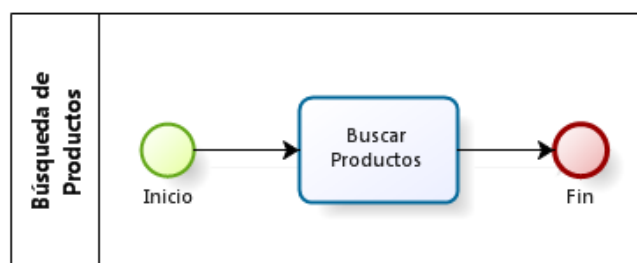 Búsqueda de
Productos
Inicio
Buscar
Productos
Fin